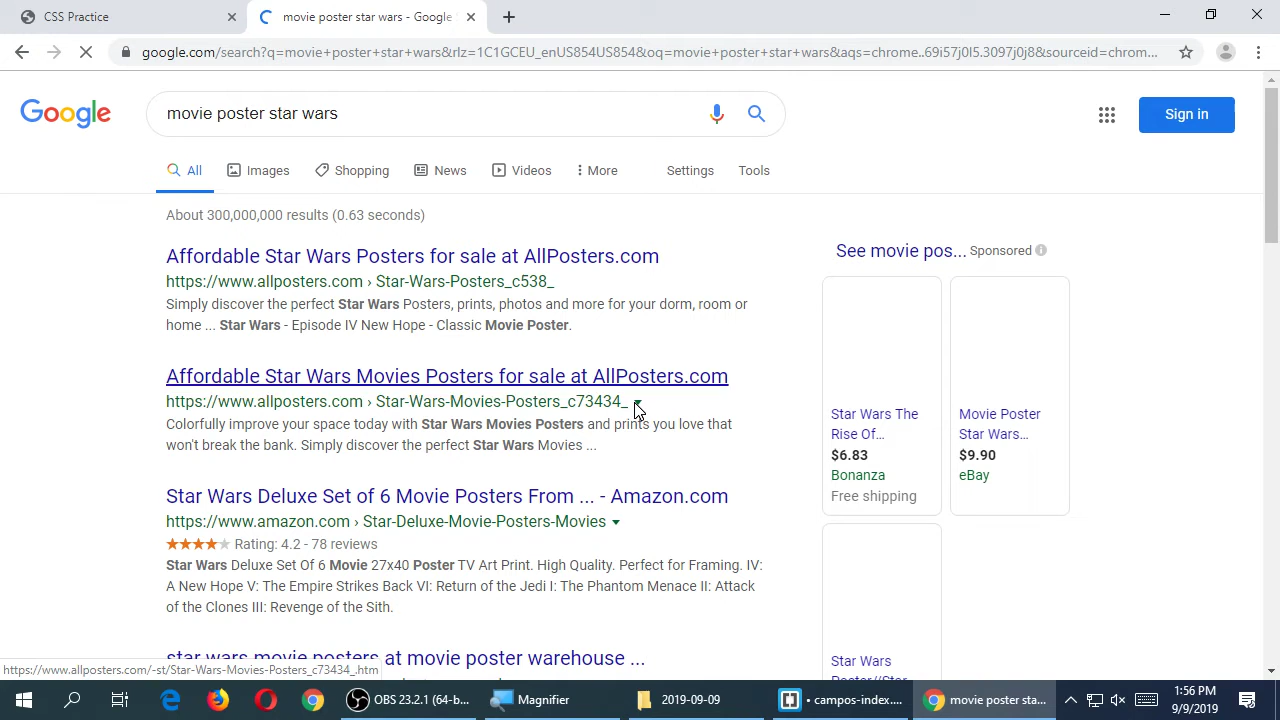 CSS Practice
movie poster star wars - Google
google.com/search?q=movie+poster+star+wars&rlz=1C1GCEU_enUS854US854&oq=movie+poster+star+wars&aqs=chrome..69i57j0l5.3097j0j8&sourceid=chrom...
Google
movie poster star wars
Sign in
All
Images
Shopping
News
Videos
More
Settings
Tools
About 300,000,000 results (0.63 seconds)
Affordable Star Wars Posters for sale at AllPosters.com
https://www.allposters.com › Star-Wars-Posters_c538_
Simply discover the perfect Star Wars Posters, prints, photos and more for your dorm, room or
home ... Star Wars - Episode IV New Hope - Classic Movie Poster.
Affordable Star Wars Movies Posters for sale at AllPosters.com
https://www.allposters.com › Star-Wars-Movies-Posters_c73434_
Colorfully improve your space today with Star Wars Movies Posters and prints you love that
won't break the bank. Simply discover the perfect Star Wars Movies ...
Star Wars Deluxe Set of 6 Movie Posters From ... - Amazon.com
https://www.amazon.com › Star-Deluxe-Movie-Posters-Movies
Rating: 4.2 - 78 reviews
Star Wars Deluxe Set Of 6 Movie 27x40 Poster TV Art Print. High Quality. Perfect for Framing. IV:
A New Hope V: The Empire Strikes Back VI: Return of the Jedi I: The Phantom Menace II: Attack
of the Clones III: Revenge of the Sith.
star wars movie posters at movie poster warehouse ...
See movie pos...
Sponsored
Star Wars The
Rise Of...
$6.83
Bonanza
Free shipping
Movie Poster
Star Wars...
$9.90
eBay
Star Wars
https://www.allposters.com/-st/Star-Wars-Movies-Posters_c73434_.htm
OBS 23.2.1 (64-b...
Magnifier
2019-09-09
• campos-index....
movie poster sta...
1:56 PM
9/9/2019